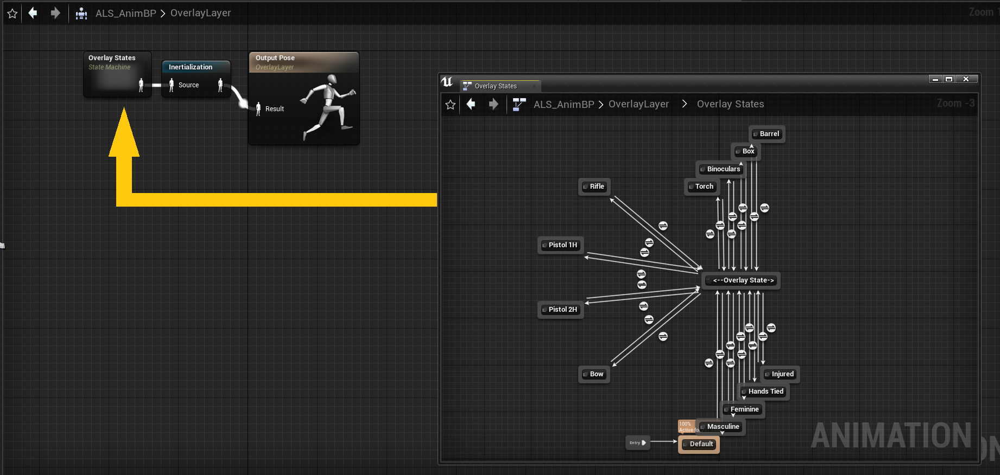 ALS_AnimBP > OverlayLayer
Zoom
Overlay States
State Machine
Inertialization
Source
Output Pose
OverlayLayer
Result
Overlay States
ALS_AnimBP > OverlayLayer > Overlay States
Zoom -3
Barrel
Box
Binoculars
Torch
Rifle
Pistol 1H
<--Overlay State->
Pistol 2H
Bow
Injured
Hands Tied
Feminine
100%
Active fo
Masculine
Entry
Default
ANIMATION
ON